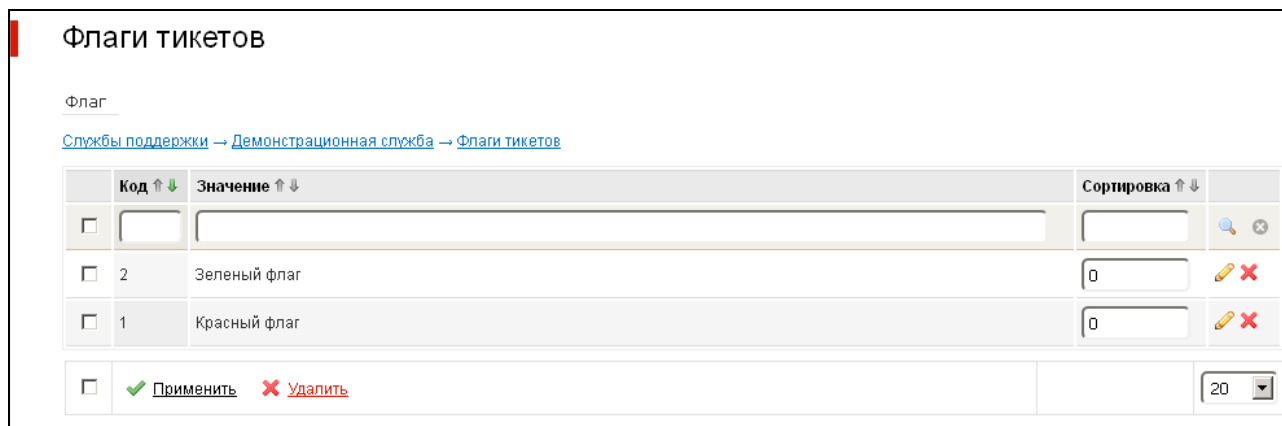 Флаги тикетов
Флаг
Службы поддержки → Демонстрационная служба → Флаги тикетов
Код ⇑ ⇓ Значение ⇑ ⇓ Сортировка ⇑ ⇓
2 Зеленый флаг 0
1 Красный флаг 0
Применить Удалить 20